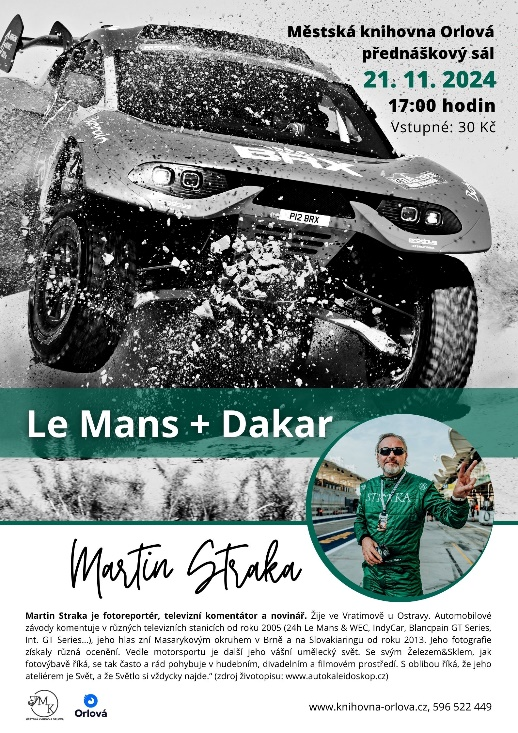 Městská knihovna Orlová
přednáškový sál
21. 11. 2024
17:00 hodin
Vstupné: 30 Kč
BRX
P12 BRX
Le Mans + Dakar
STRAKA
Martin Straka
Martin Straka je fotoreportér, televizní komentátor a novinář. Žije ve Vratimově u Ostravy. Automobilové
závody komentuje v různých televizních stanicích od roku 2005 (24h Le Mans & WEC, IndyCar, Blancpain GT Series,
Int. GT Series...), jeho hlas zní Masarykovým okruhem v Brně a na Slovakiaringu od roku 2013. Jeho fotografie
získaly různá ocenění. Vedle motorsportu je další jeho vášní umělecký svět. Se svým Železem&Sklem, jak
fotovýbavě říká, se tak často a rád pohybuje v hudebním, divadelním a filmovém prostředí. S oblibou říká, že jeho
ateliérem je Svět, a že Světlo si vždycky najde.“ (zdroj životopisu: www.autokaleidoskop.cz)
MK
Orlová
www.knihovna-orlova.cz, 596 522 449